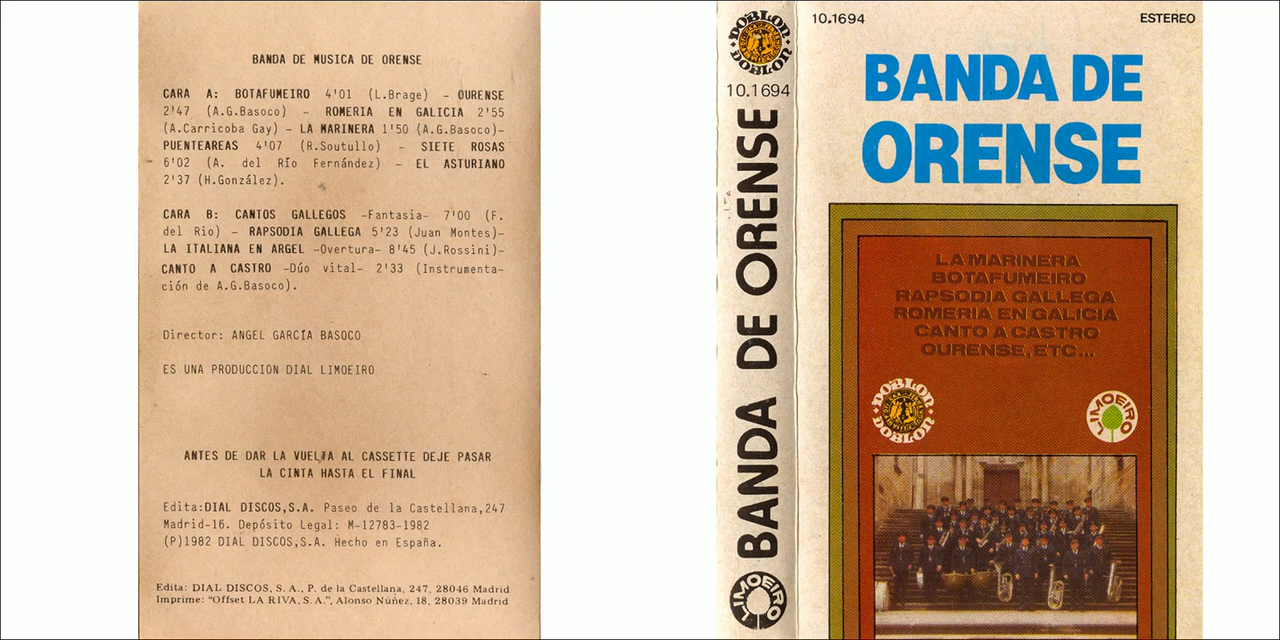 BANDA DE MUSICA DE ORENSE
CARA A: BOTAFUMEIRO 4'01 (L.Brage) - OURENSE
2'47 (A.G.Basoco) - ROMERIA EN GALICIA 2'55
(A.Carricoba Gay) - LA MARINERA 1'50 (A.G.Basoco)-
PUENTEAREAS 4'07 (R.Soutullo) - SIETE ROSAS
6'02 (A. del Río Fernández) - EL ASTURIANO
2'37 (H.González).
CARA B: CANTOS GALLEGOS -Fantasia- 7'00 (F.
del Rio) - RAPSODIA GALLEGA 5'23 (Juan Montes)-
LA ITALIANA EN ARGEL -Overtura- 8'45 (J.Rossini)-
CANTO A CASTRO -Dúo vital- 2'33 (Instrumenta-
ción de A.G.Basoco).
Director: ANGEL GARCÍA BASOCO
ES UNA PRODUCCION DIAL LIMOEIRO
ANTES DE DAR LA VUELTA AL CASSETTE DEJE PASAR
LA CINTA HASTA EL FINAL
Edita:DIAL DISCOS,S.A. Paseo de la Castellana,247
Madrid-16. Depósito Legal: M-12783-1982
(P)1982 DIAL DISCOS,S.A. Hecho en España.
Edita: DIAL DISCOS, S. A., P. de la Castellana, 247, 28046 Madrid
Imprime: "Offset LA RIVA, S.A.", Alonso Núñez, 18, 28039 Madrid
DOBLON
DOBLON
10.1694
BANDA DE ORENSE
LIMOEIRO
10.1694
ESTEREO
BANDA DE
ORENSE
LA MARINERA
BOTAFUMEIRO
RAPSODIA GALLEGA
ROMERIA EN GALICIA
CANTO A CASTRO
OURENSE, ETC...
DOBLON
DOBLON
LIMOEIRO